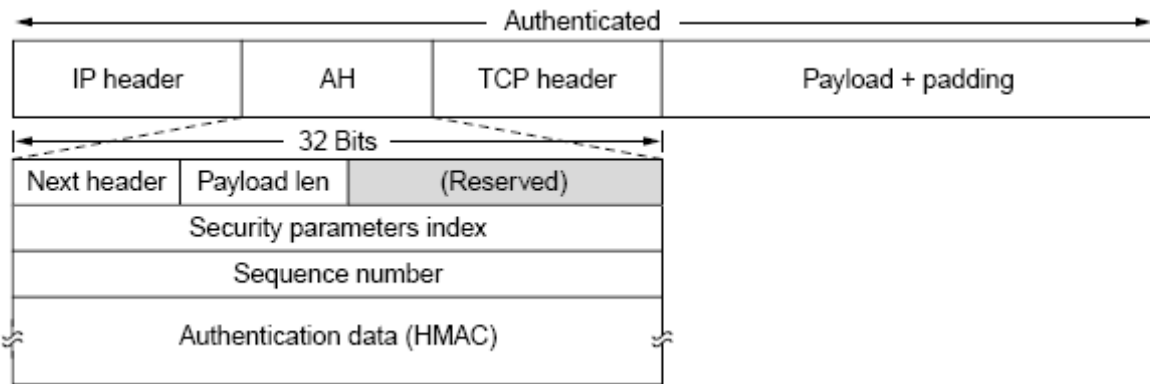 Authenticated
IP header AH TCP header Payload + padding
32 Bits
Next header Payload len (Reserved)
Security parameters index
Sequence number
Authentication data (HMAC)